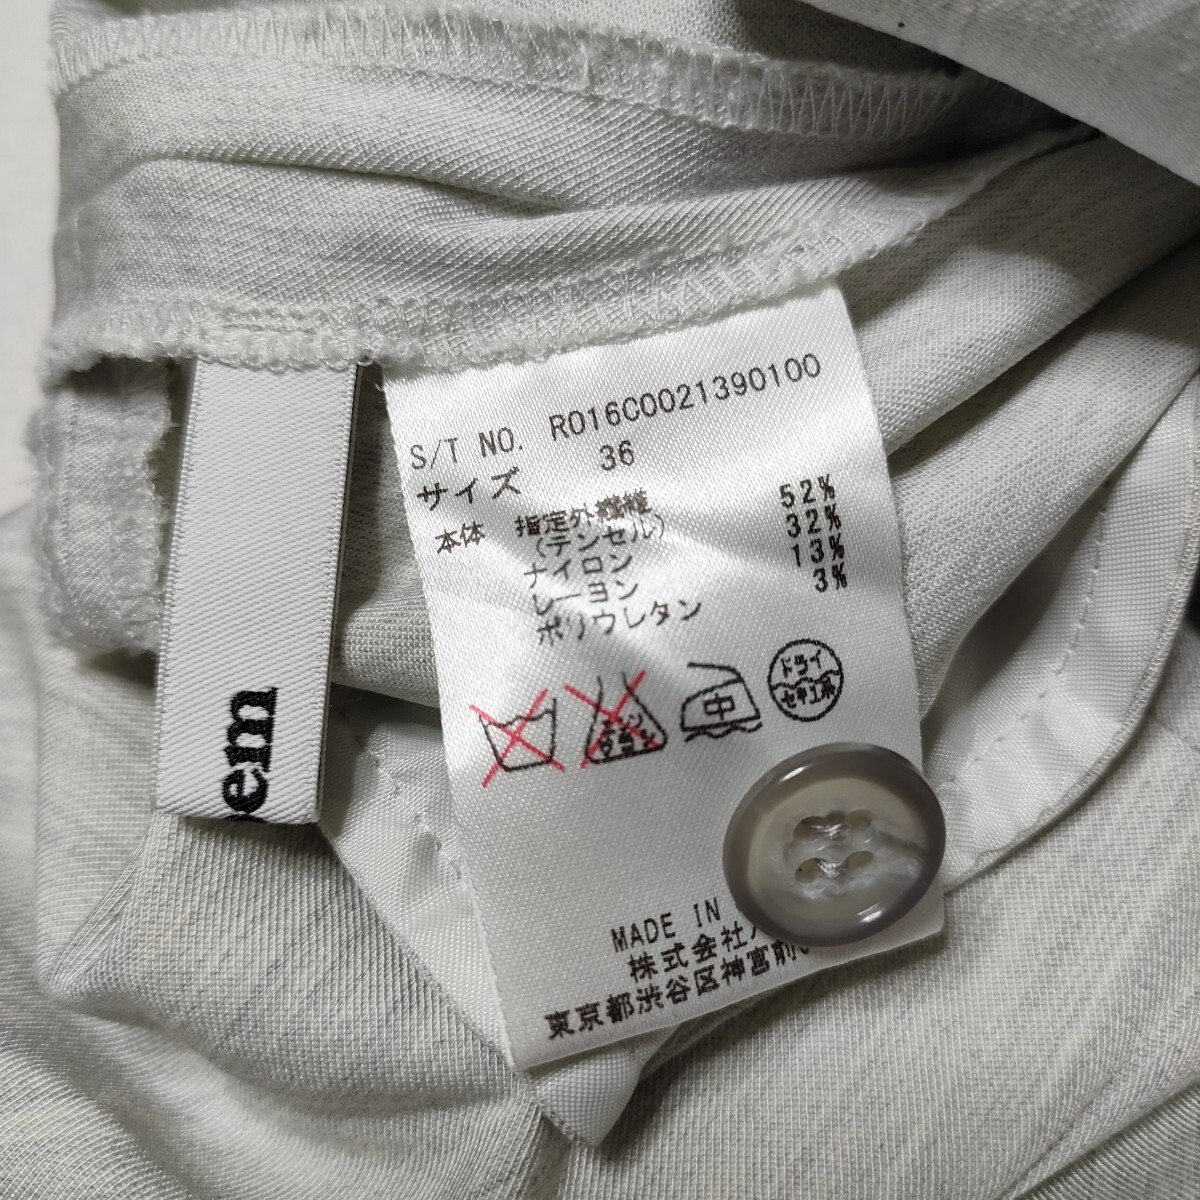 S/T NO. R016C0021390100
サイズ 36
本体 指定外繊維 52%
(テンセル)
ナイロン 32%
レーヨン 13%
ポリウレタン 3%
中
ドライ
セキユ系
MADE IN
株式会社
東京都渋谷区神宮前